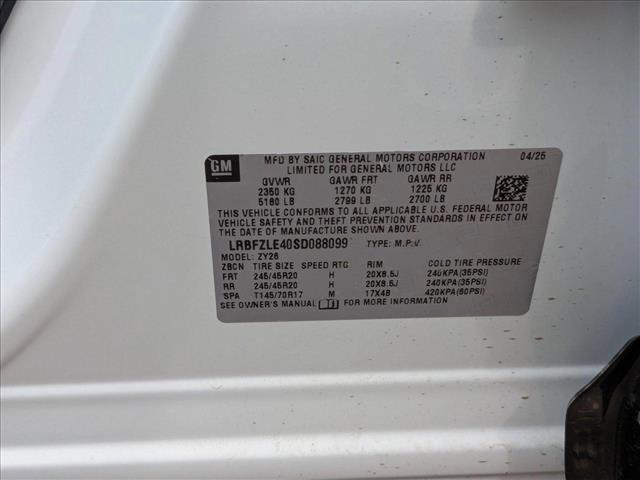 GM
MFD BY SAIC GENERAL MOTORS CORPORATION 04/25
LIMITED FOR GENERAL MOTORS LLC
GVWR GAWR FRT GAWR RR
2350 KG 1270 KG 1225 KG
5180 LB 2799 LB 2700 LB
THIS VEHICLE CONFORMS TO ALL APPLICABLE U.S. FEDERAL MOTOR
VEHICLE SAFETY AND THEFT PREVENTION STANDARDS IN EFFECT ON
THE DATE OF MANUFACTURE SHOWN ABOVE.
LRBFZLE40SD088099 TYPE: M.P.V.
MODEL: ZY26
ZBCN TIRE SIZE SPEED RTG RIM COLD TIRE PRESSURE
FRT 245/45R20 H 20X8.5J 240KPA(35PSI)
RR 245/45R20 H 20X8.5J 240KPA(35PSI)
SPA T145/70R17 M 17X4B 420KPA(60PSI)
SEE OWNER'S MANUAL FOR MORE INFORMATION